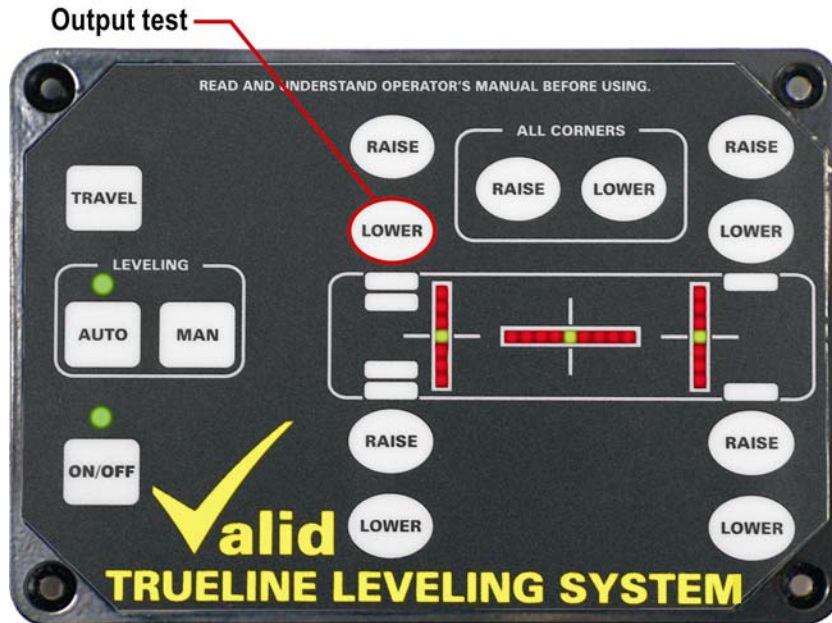 Output test
READ AND UNDERSTAND OPERATOR'S MANUAL BEFORE USING.
RAISE
ALL CORNERS
RAISE
LOWER
RAISE
TRAVEL
LOWER
LOWER
LEVELING
AUTO
MAN
RAISE
RAISE
ON/OFF
LOWER
LOWER
Valid
TRUELINE LEVELING SYSTEM